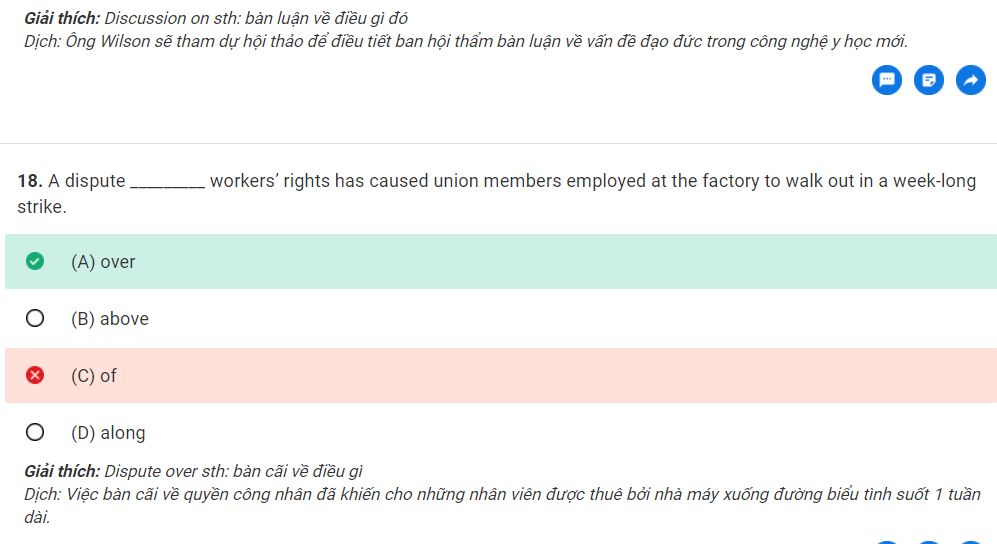 Giải thích: Discussion on sth: bàn luận về điều gì đó
Dịch: Ông Wilson sẽ tham dự hội thảo để điều tiết ban hội thẩm bàn luận về vấn đề đạo đức trong công nghệ y học mới.
18. A dispute _________ workers’ rights has caused union members employed at the factory to walk out in a week-long
strike.
(A) over
(B) above
(C) of
(D) along
Giải thích: Dispute over sth: bàn cãi về điều gì
Dịch: Việc bàn cãi về quyền công nhân đã khiến cho những nhân viên được thuê bởi nhà máy xuống đường biểu tình suốt 1 tuần
dài.